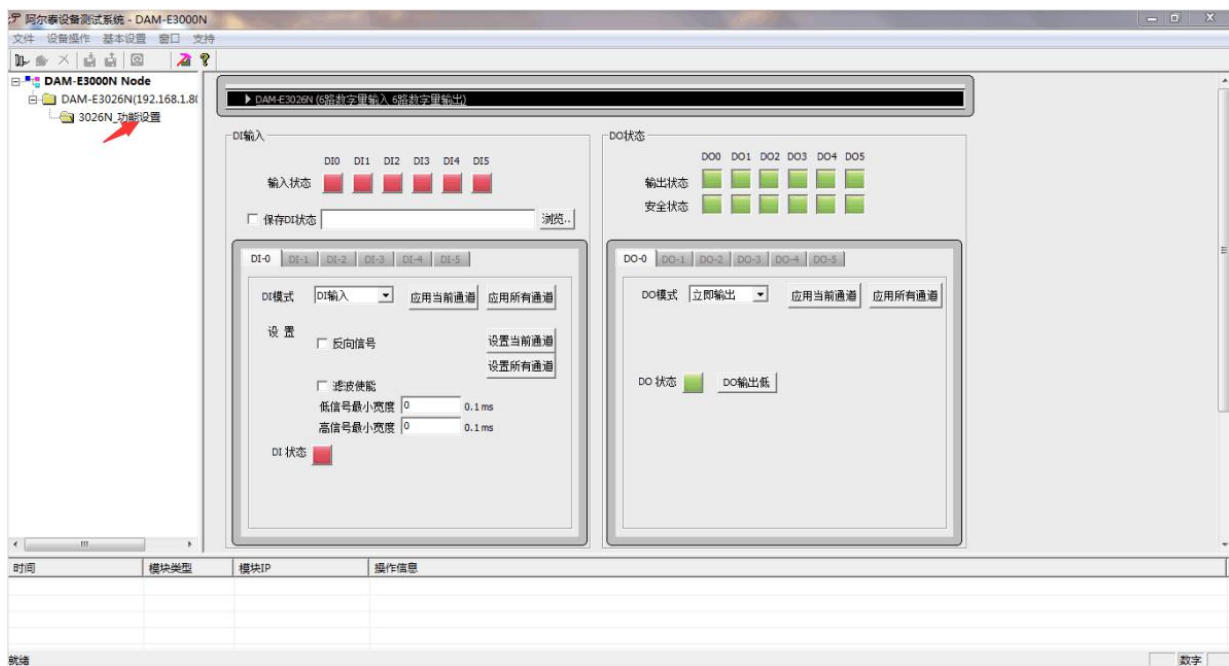 阿尔泰设备测试系统 - DAM-E3000N
文件 设备操作 基本设置 窗口 支持
DAM-E3000N Node
DAM-E3026N(192.168.1.8(
3026N_功能设置
DAM-E3026N (6路数字里输入 6路数字里输出)
DI输入
DI0 DI1 DI2 DI3 DI4 DI5
输入状态
保存DI状态 浏览..
DI-0 DI-1 DI-2 DI-3 DI-4 DI-5
DI模式 DI输入 应用当前通道 应用所有通道
设 置
反向信号 设置当前通道
设置所有通道
滤波使能
低信号最小宽度 0 0.1 ms
高信号最小宽度 0 0.1 ms
DI 状态
DO状态
DO0 DO1 DO2 DO3 DO4 DO5
输出状态
安全状态
DO-0 DO-1 DO-2 DO-3 DO-4 DO-5
DO模式 立即输出 应用当前通道 应用所有通道
DO 状态 DO输出低
时间 模块类型 模块IP 操作信息
就绪 数字